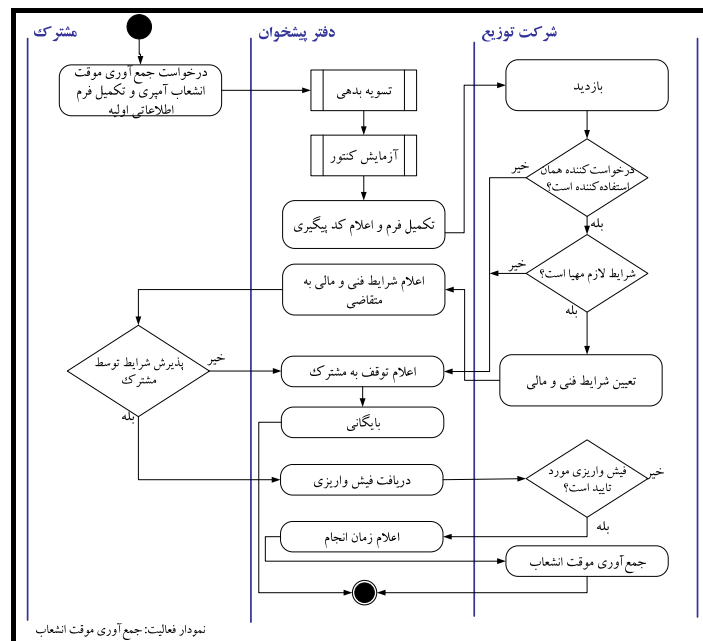 مشترك
دفتر پیشخوان
شركت توزیع
درخواست جمع آوری موقت
انشعاب آمپری و تکمیل فرم
اطلاعاتی اولیه
تسویه بدهی
آزمایش کنتور
تکمیل فرم و اعلام کد پیگیری
بازدید
درخواست کننده همان
استفاده کننده است؟
خیر
بله
شرایط لازم مهیا است؟
خیر
بله
تعیین شرایط فنی و مالی
اعلام شرایط فنی و مالی به
متقاضی
پذیرش شرایط توسط
مشترك
خیر
بله
اعلام توقف به مشترك
بایگانی
دریافت فیش واریزی
فیش واریزی مورد
تایید است؟
خیر
بله
اعلام زمان انجام
جمع آوری موقت انشعاب
نمودار فعالیت: جمع آوری موقت انشعاب